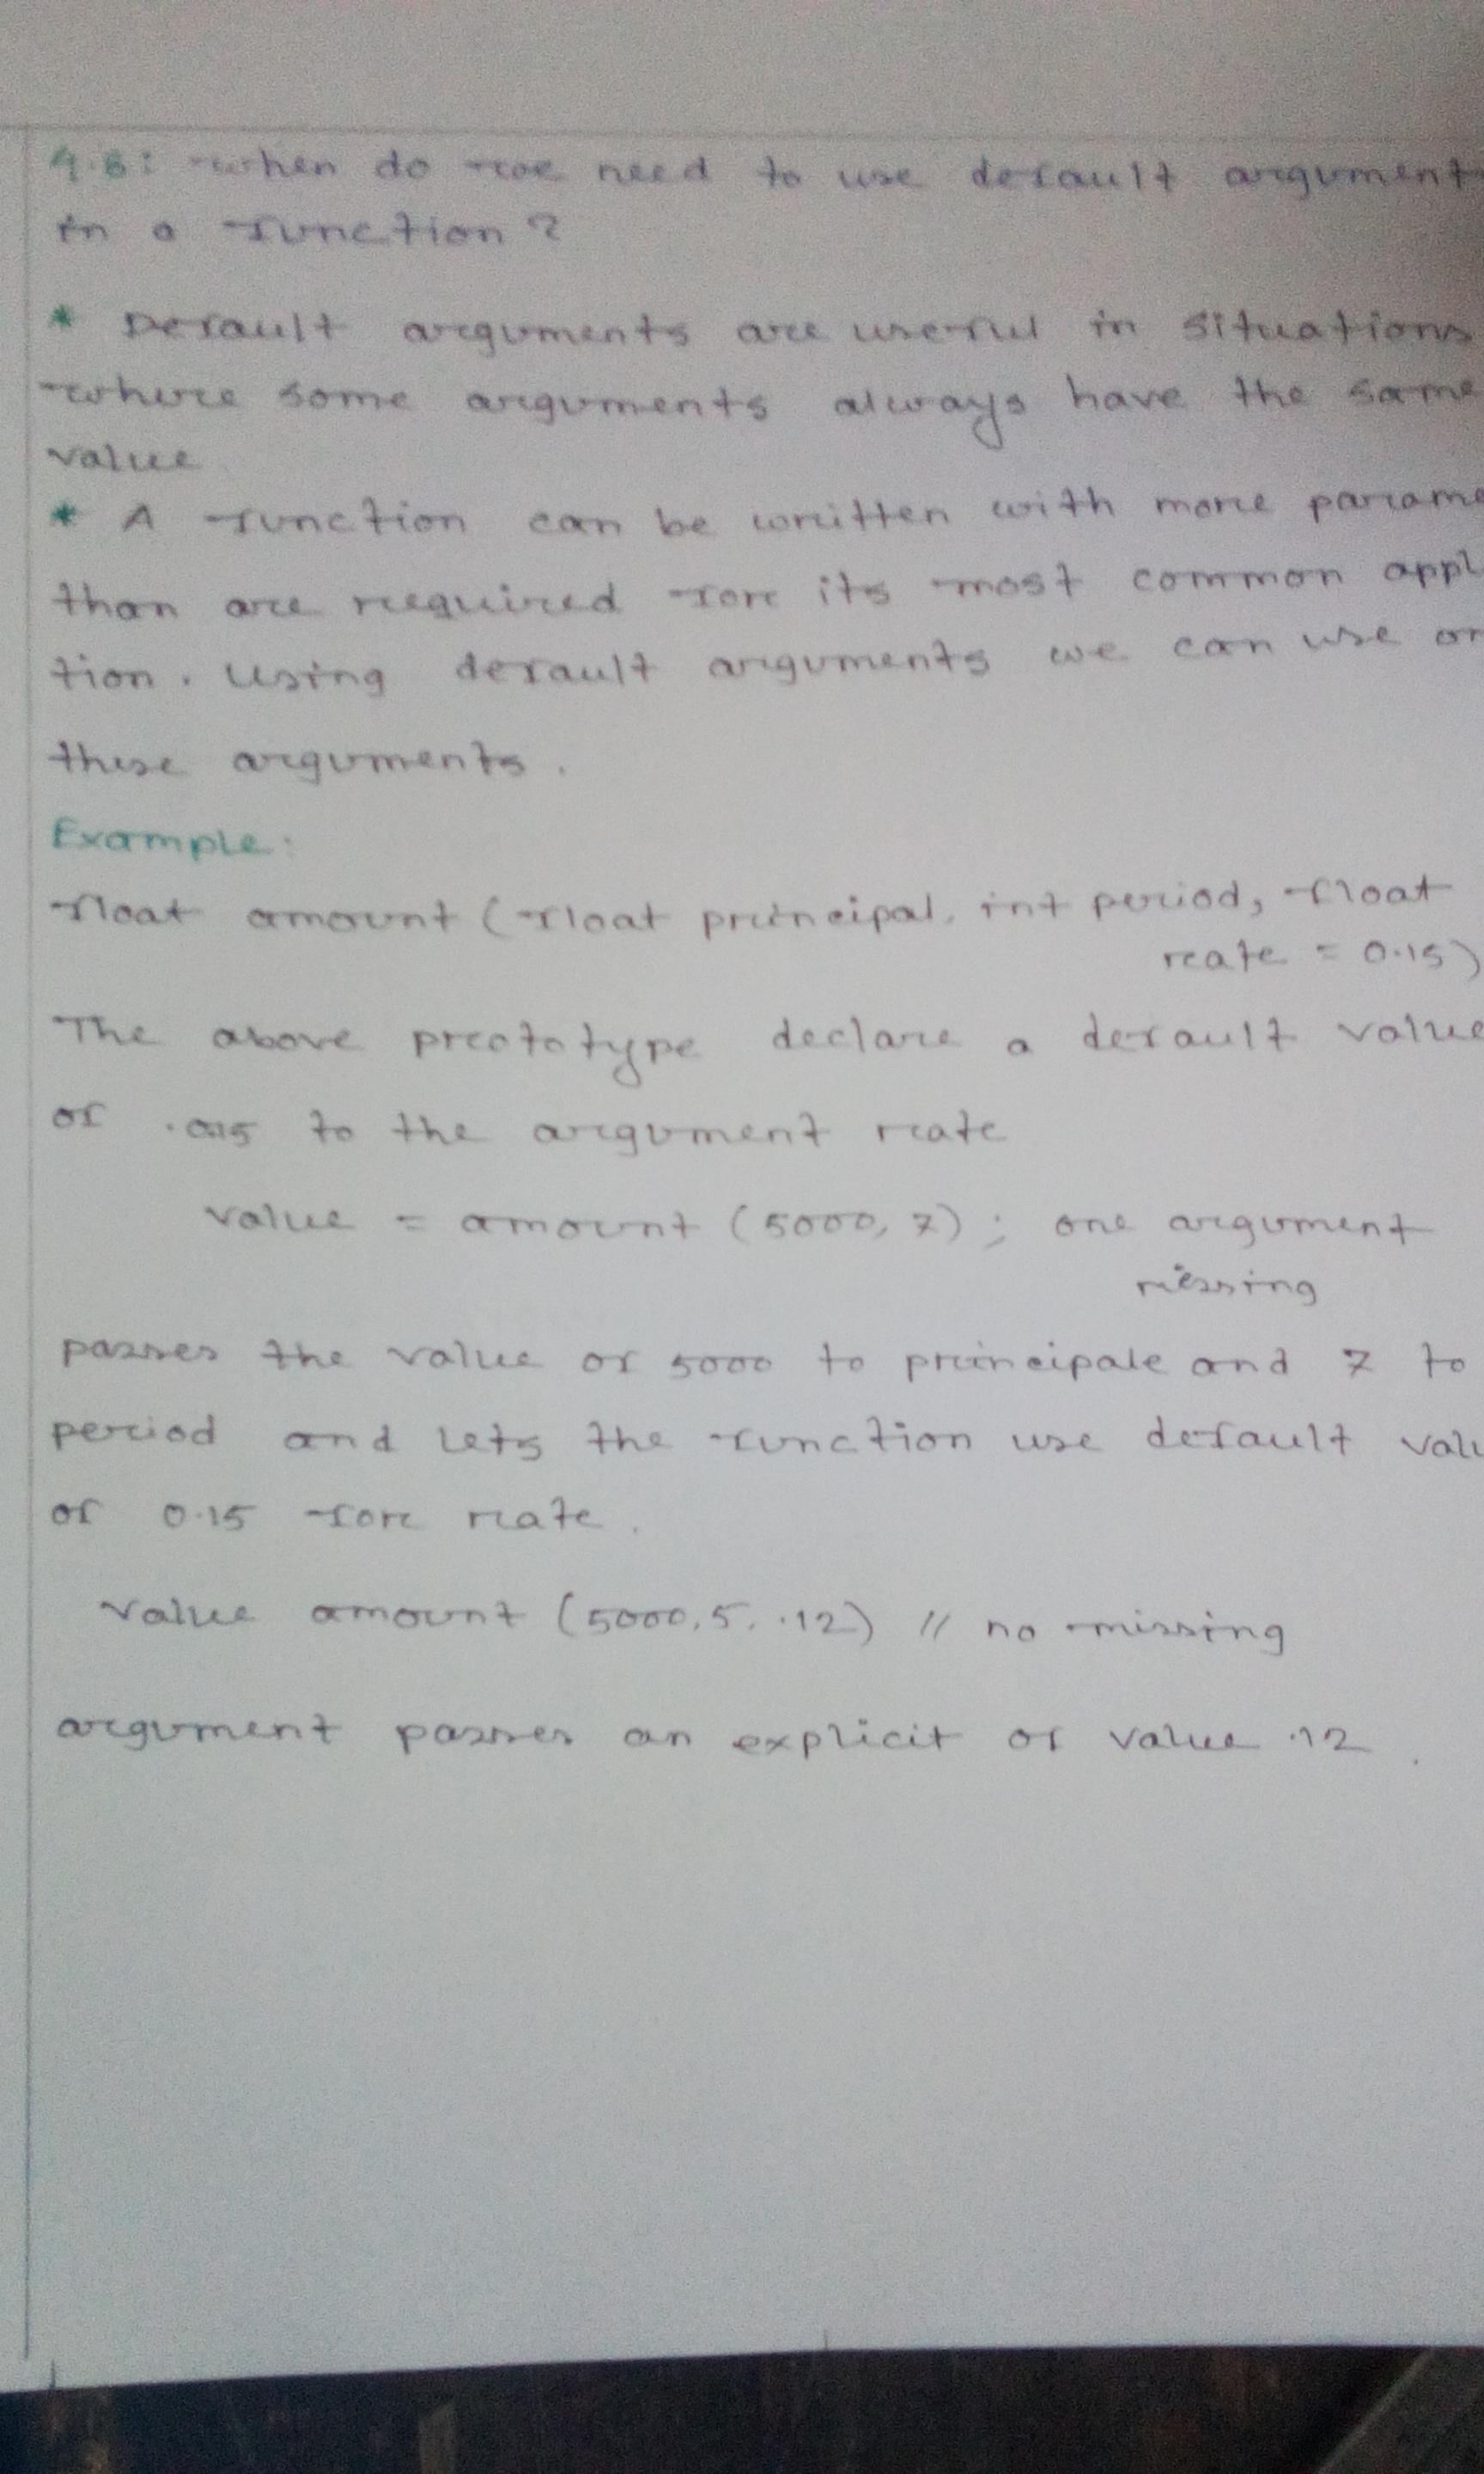 4.8: when do we need to use default argument
in a function?
* Default arguments are useful in situations
where some arguments always have the same
value
* A function can be written with more parame
than are required for its most common appl
tion. Using default arguments we can use on
these arguments.
Example:
float amount (float principal, int period, float
rate = 0.15)
The above prototype declare a default value
of to the argument rate
value = amount (5000, 7); one argument
missing
passes the value of 5000 to principale and 7 to
period and lets the function use default valu
of 0.15 for rate.
value amount (5000, 5, .12) // no missing
argument passes an explicit of value .12